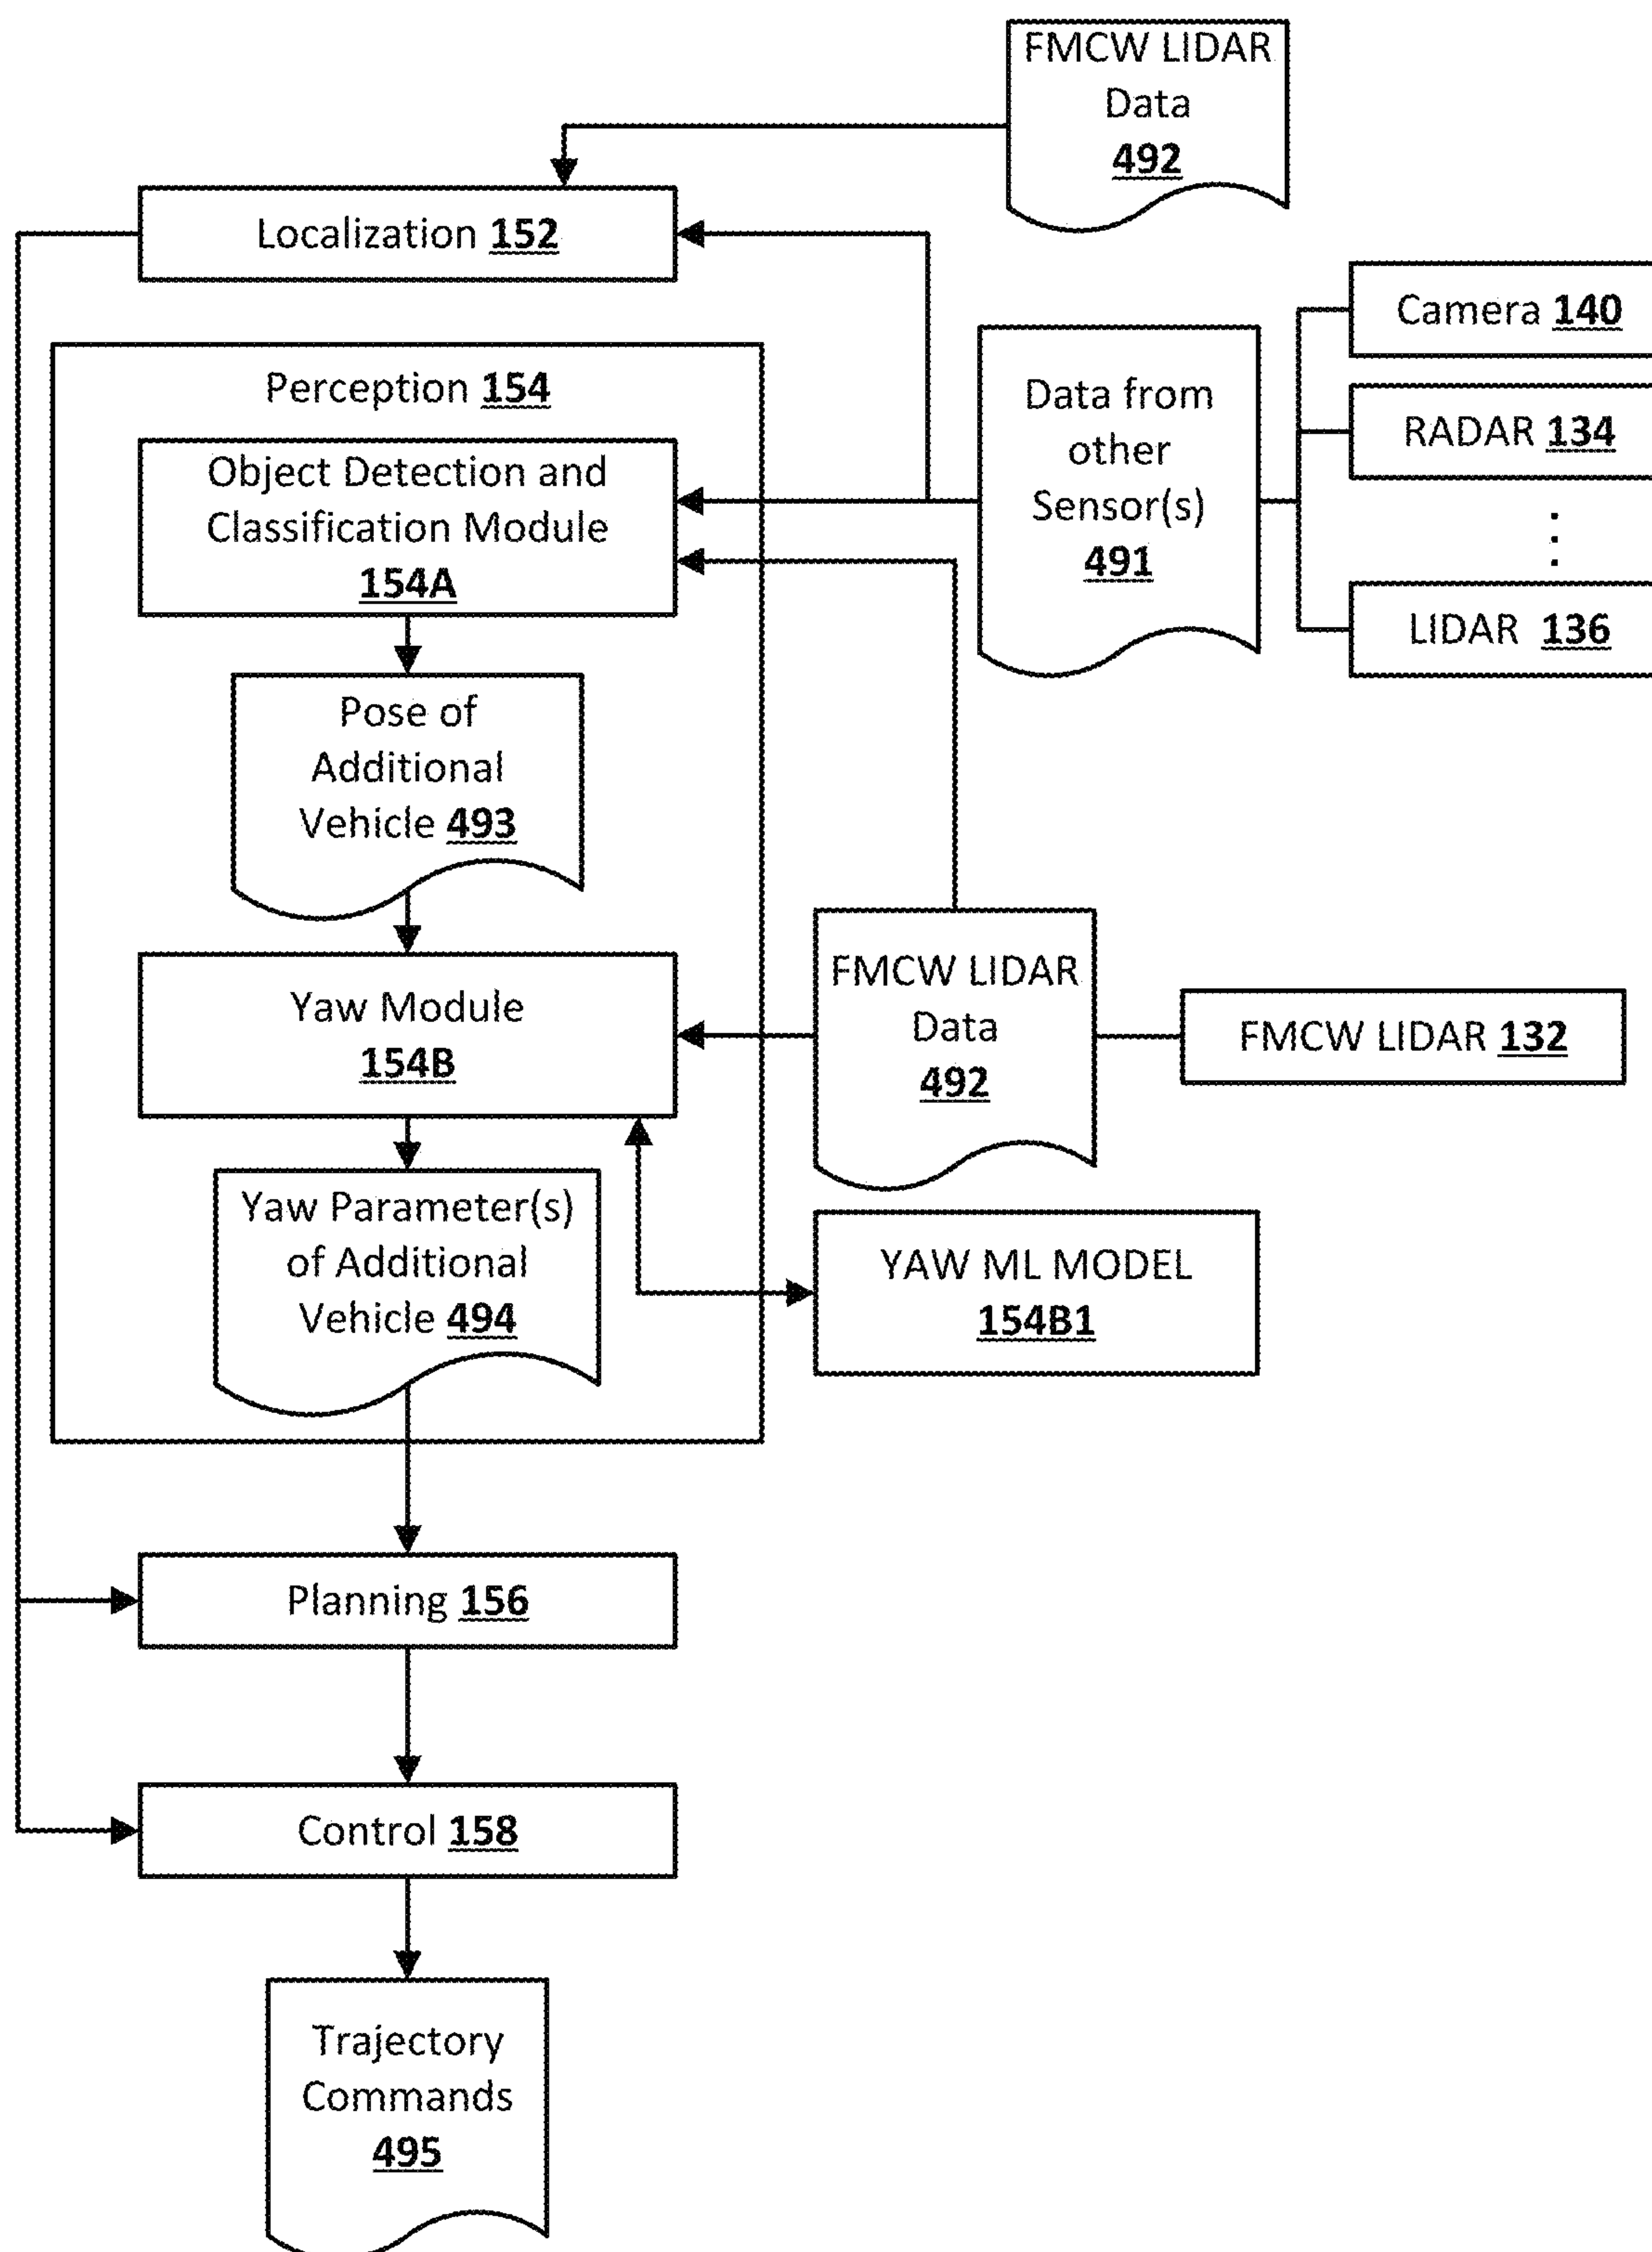 FMCW LIDAR
Data
492
Localization 152
Camera 140
Perception 154
Data from
other
Sensor(s)
491
RADAR 134
LIDAR 136
Object Detection and
Classification Module
154A
Pose of
Additional
Vehicle 493
Yaw Module
154B
FMCW LIDAR
Data
492
FMCW LIDAR 132
Yaw Parameter(s)
of Additional
Vehicle 494
YAW ML MODEL
154B1
Planning 156
Control 158
Trajectory
Commands
495